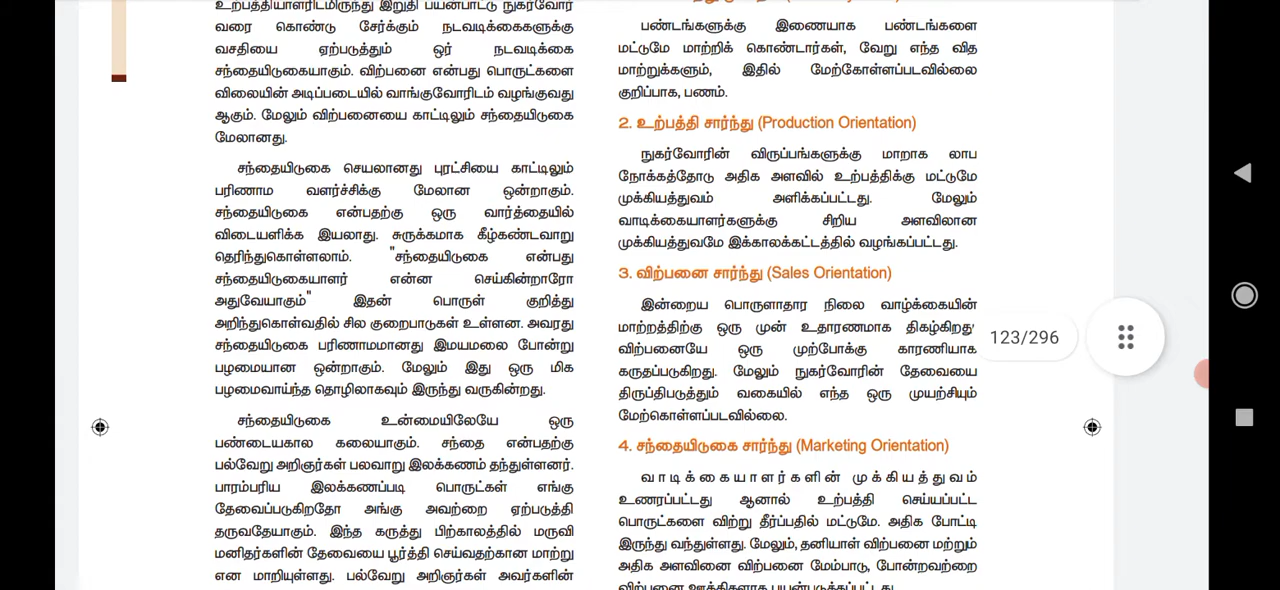 உற்பத்தியாளரிடமிருந்து இறுதி பயன்பாட்டு நுகர்வோர்
வரை கொண்டு சேர்க்கும் நடவடிக்கைகளுக்கு
வசதியை ஏற்படுத்தும் ஒர் நடவடிக்கை
சந்தையிடுகையாகும். விற்பனை என்பது பொருட்களை
விலையின் அடிப்படையில் வாங்குவோரிடம் வழங்குவது
ஆகும். மேலும் விற்பனையை காட்டிலும் சந்தையிடுகை
மேலானது.
சந்தையிடுகை செயலானது புரட்சியை காட்டிலும்
பரிணாம வளர்ச்சிக்கு மேலான ஒன்றாகும்.
சந்தையிடுகை என்பதற்கு ஒரு வார்த்தையில்
விடையளிக்க இயலாது. சுருக்கமாக கீழ்கண்டவாறு
தெரிந்துகொள்ளலாம். "சந்தையிடுகை என்பது
சந்தையிடுகையாளர் என்ன செய்கின்றாரோ
அதுவேயாகும்" இதன் பொருள் குறித்து
அறிந்துகொள்வதில் சில குறைபாடுகள் உள்ளன. அவரது
சந்தையிடுகை பரிணாமமானது இமயமலை போன்று
பழமையான ஒன்றாகும். மேலும் இது ஒரு மிக
பழமைவாய்ந்த தொழிலாகவும் இருந்து வருகின்றது.
சந்தையிடுகை உன்மையிலேயே ஒரு
பண்டையகால கலையாகும். சந்தை என்பதற்கு
பல்வேறு அறிஞர்கள் பலவாறு இலக்கணம் தந்துள்ளனர்.
பாரம்பரிய இலக்கணப்படி பொருட்கள் எங்கு
தேவைப்படுகிறதோ அங்கு அவற்றை ஏற்படுத்தி
தருவதேயாகும். இந்த கருத்து பிற்காலத்தில் மருவி
மனிதர்களின் தேவையை பூர்த்தி செய்வதற்கான மாற்று
என மாறியுள்ளது. பல்வேறு அறிஞர்கள் அவர்களின்
பண்டங்களுக்கு இணையாக பண்டங்களை
மட்டுமே மாற்றிக் கொண்டார்கள், வேறு எந்த வித
மாற்றுக்களும், இதில் மேற்கோள்ளப்படவில்லை
குறிப்பாக, பணம்.
2. உற்பத்தி சார்ந்து (Production Orientation)
நுகர்வோரின் விருப்பங்களுக்கு மாறாக லாப
நோக்கத்தோடு அதிக அளவில் உற்பத்திக்கு மட்டுமே
முக்கியத்துவம் அளிக்கப்பட்டது. மேலும்
வாடிக்கையாளர்களுக்கு சிறிய அளவிலான
முக்கியத்துவமே இக்காலக்கட்டத்தில் வழங்கப்பட்டது.
3. விற்பனை சார்ந்து (Sales Orientation)
இன்றைய பொருளாதார நிலை வாழ்க்கையின்
மாற்றத்திற்கு ஒரு முன் உதாரணமாக திகழ்கிறது
விற்பனையே ஒரு முற்போக்கு காரணியாக
கருதப்படுகிறது. மேலும் நுகர்வோரின் தேவையை
திருப்திபடுத்தும் வகையில் எந்த ஒரு முயற்சியும்
மேற்கொள்ளப்படவில்லை.
4. சந்தையிடுகை சார்ந்து (Marketing Orientation)
வாடிக்கையாளர்களின் முக்கியத்துவம்
உணரப்பட்டது ஆனால் உற்பத்தி செய்யப்பட்ட
பொருட்களை விற்று தீர்ப்பதில் மட்டுமே. அதிக போட்டி
இருந்து வந்துள்ளது. மேலும், தனியாள் விற்பனை மற்றும்
அதிக அளவினை விற்பனை மேம்பாடு, போன்றவற்றை
விற்பனை ஊக்திகளாக பயன்படுத்தப்பட்டது.
123/296